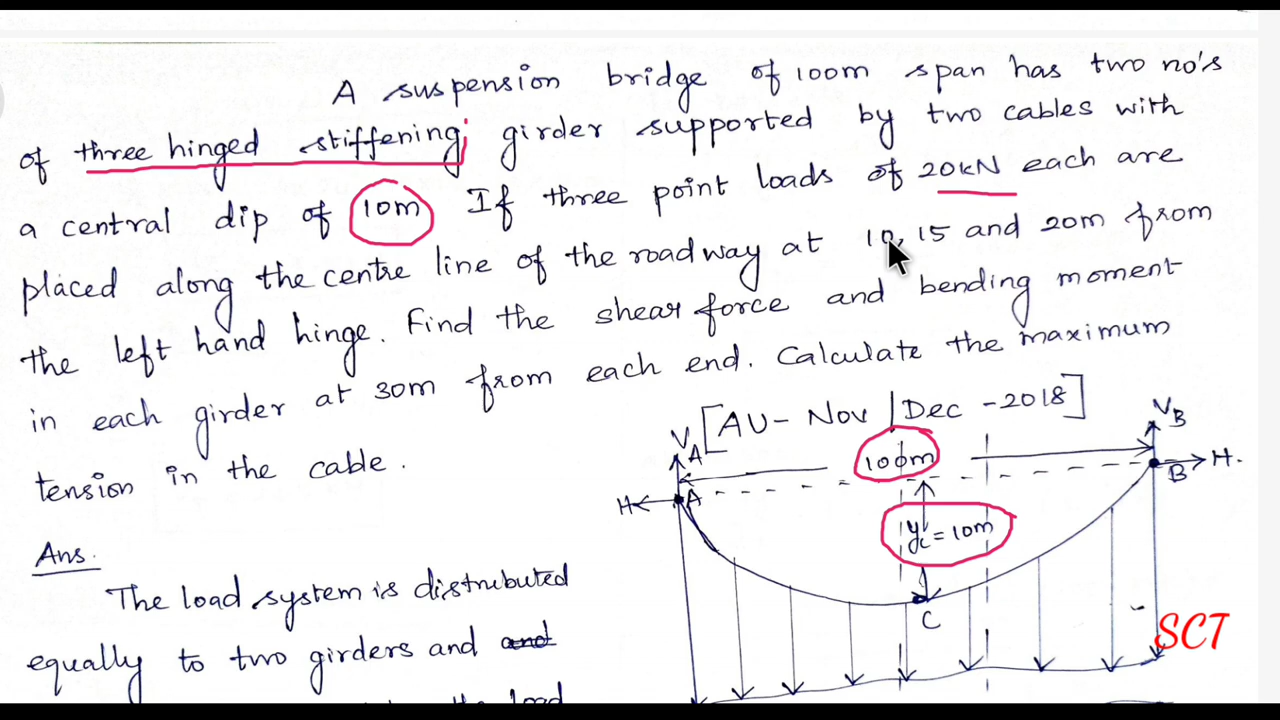 A suspension bridge of 100m span has two no's
of three hinged stiffening girder supported by two cables with
a central dip of 10m If three point loads of 20kN each are
placed along the centre line of the roadway at 10, 15 and 20m from
the left hand hinge. Find the shear force and bending moment
in each girder at 30m from each end. Calculate the maximum
tension in the cable.
[AU- Nov/Dec -2018]
VA
VB
100m
H
A
B
H.
yc = 10m
C
Ans.
The load system is distributed
equally to two girders and and
SCT
the load